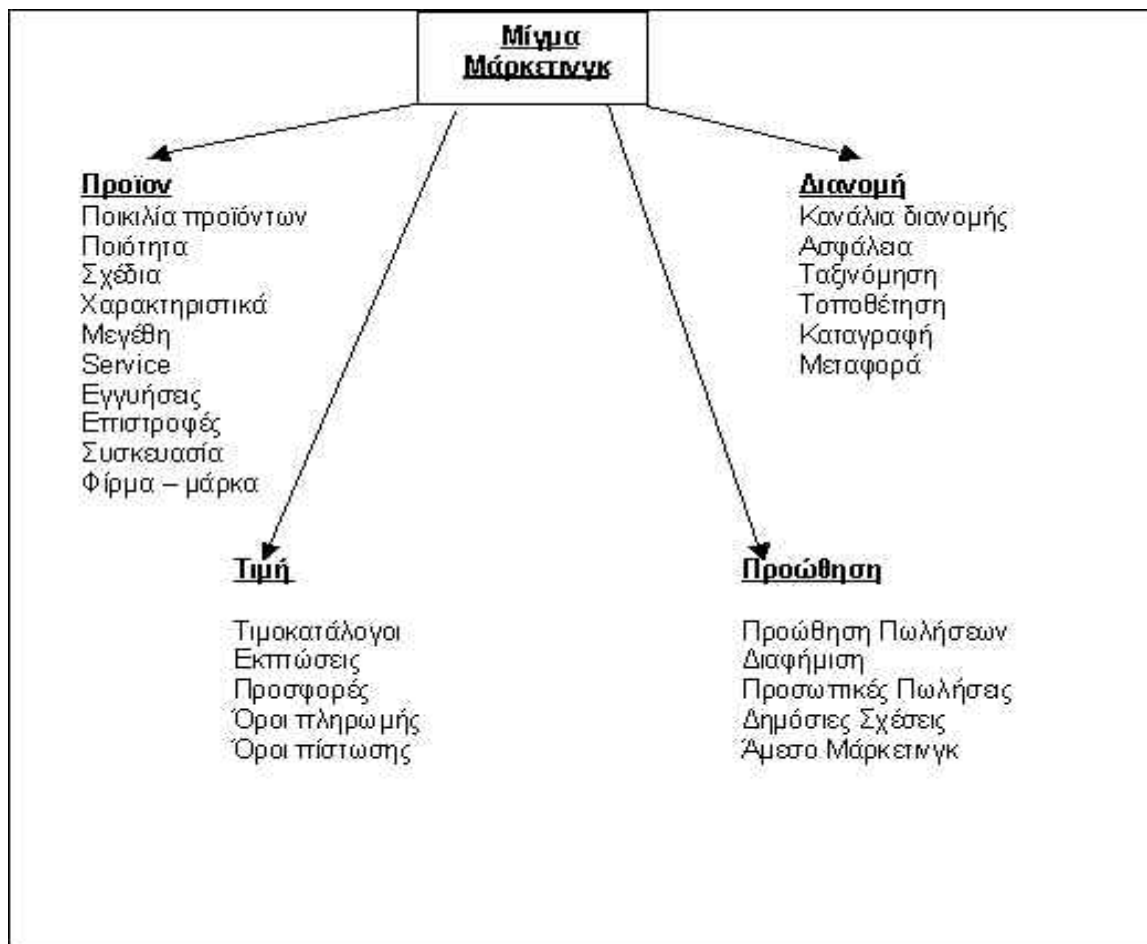 Μίγμα
Μάρκετινγκ
Προϊον
Ποικιλία προϊόντων
Ποιότητα
Σχέδια
Χαρακτηριστικά
Μεγέθη
Service
Εγγυήσεις
Επιστροφές
Συσκευασία
Φίρμα – μάρκα
Διανομή
Κανάλια διανομής
Ασφάλεια
Ταξινόμηση
Τοποθέτηση
Καταγραφή
Μεταφορά
Τιμή
Τιμοκατάλογοι
Εκπτώσεις
Προσφορές
Όροι πληρωμής
Όροι πίστωσης
Προώθηση
Προώθηση Πωλήσεων
Διαφήμιση
Προσωπικές Πωλήσεις
Δημόσιες Σχέσεις
Άμεσο Μάρκετινγκ